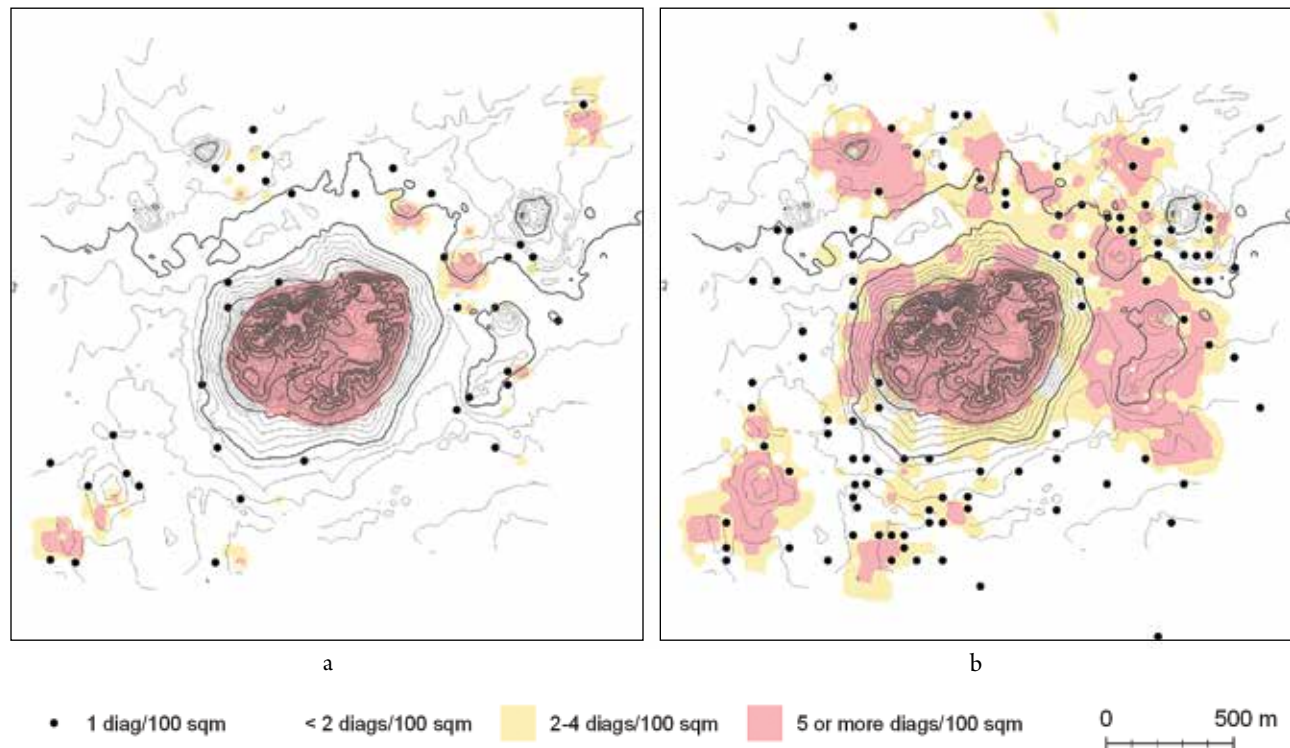 a
b
1 diag/100 sqm
< 2 diags/100 sqm
2-4 diags/100 sqm
5 or more diags/100 sqm
0
500 m